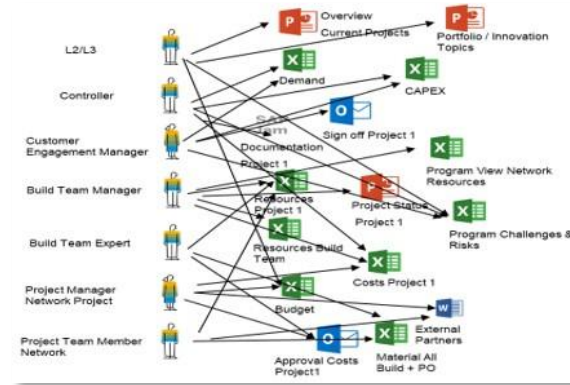 Overview
Current Projects
Portfolio / Innovation
Topics
L2/L3
Demand
CAPEX
Controller
SAP
Jam
Sign off Project 1
Customer
Engagement Manager
Documentation
Project 1
Program View Network
Resources
Build Team Manager
Resources
Project 1
Project Status
Project 1
Program Challenges &
Risks
Build Team Expert
Resources Build
Team
Costs Project 1
Project Manager
Network Project
Budget
External
Partners
Project Team Member
Network
Approval Costs
Project1
Material All
Build + PO